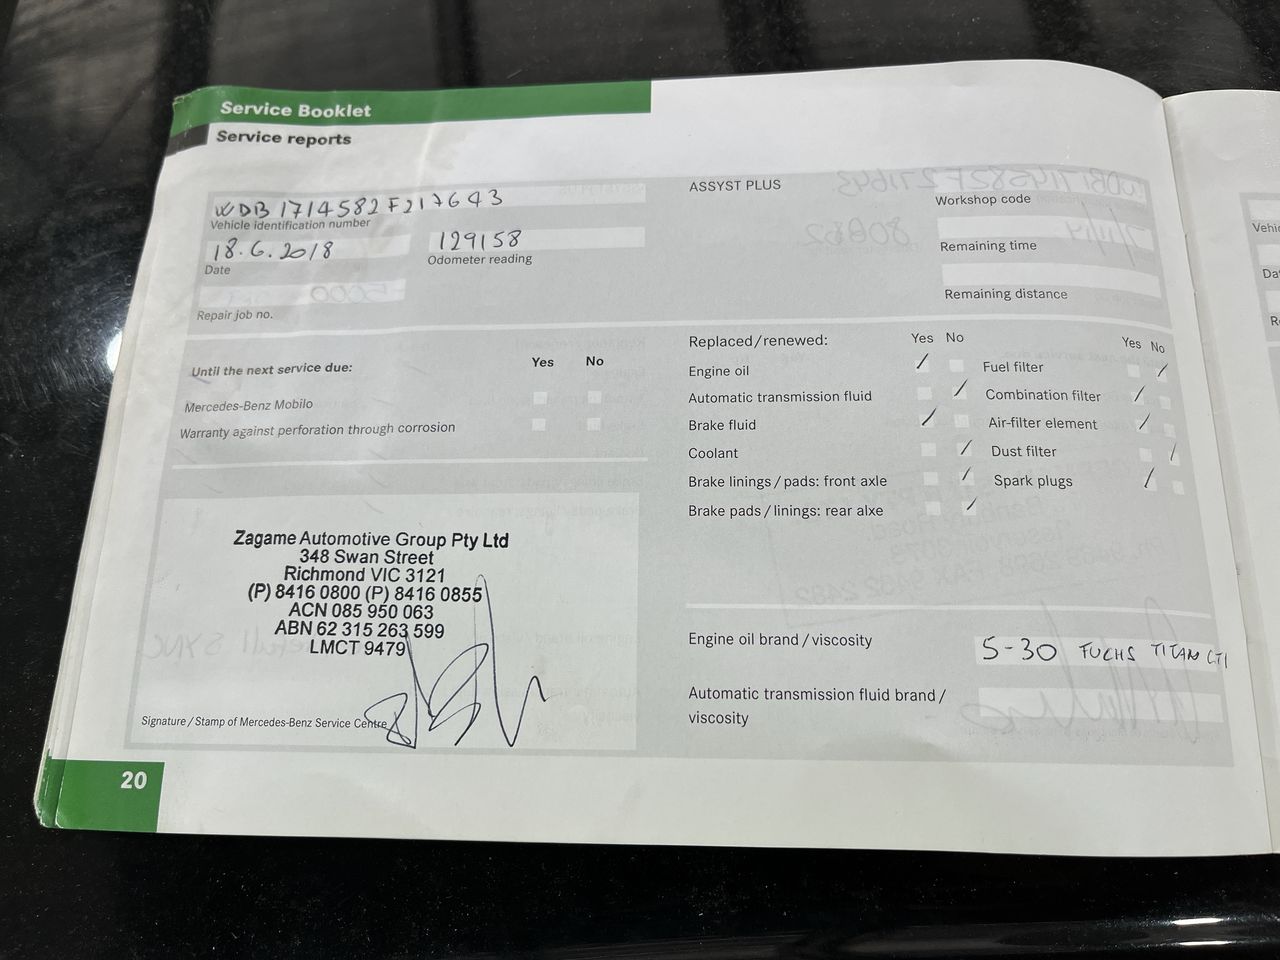 Service Booklet
Service reports
WDB1714582F217643
Vehicle identification number
18.6.2018
Date
129158
Odometer reading
Repair job no.
Until the next service due: Yes No
Mercedes-Benz Mobilo
Warranty against perforation through corrosion
Zagame Automotive Group Pty Ltd
348 Swan Street
Richmond VIC 3121
(P) 8416 0800 (P) 8416 0855
ACN 085 950 063
ABN 62 315 263 599
LMCT 9479
Signature / Stamp of Mercedes-Benz Service Centre
20
ASSYST PLUS
Workshop code
Remaining time
Remaining distance
Replaced/renewed: Yes No
Engine oil
Automatic transmission fluid
Brake fluid
Coolant
Brake linings/pads: front axle
Brake pads/linings: rear alxe
Yes No
Fuel filter
Combination filter
Air-filter element
Dust filter
Spark plugs
Engine oil brand/viscosity
5-30 FUCHS TITAN GT1
Automatic transmission fluid brand/
viscosity